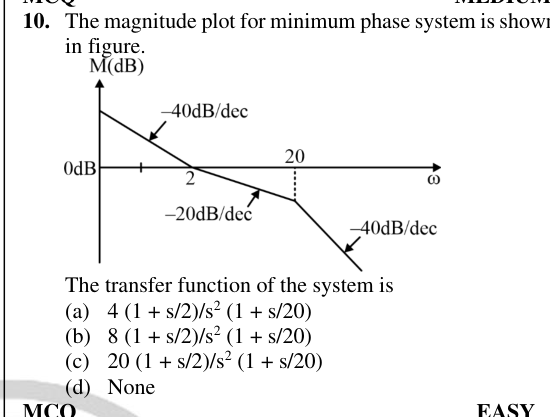 10. The magnitude plot for minimum phase system is shown
in figure.
M(dB)
–40dB/dec
20
0dB
2
ω
–20dB/dec
–40dB/dec
The transfer function of the system is
(a) 4 (1 + s/2)/s² (1 + s/20)
(b) 8 (1 + s/2)/s² (1 + s/20)
(c) 20 (1 + s/2)/s² (1 + s/20)
(d) None
MCQ EASY